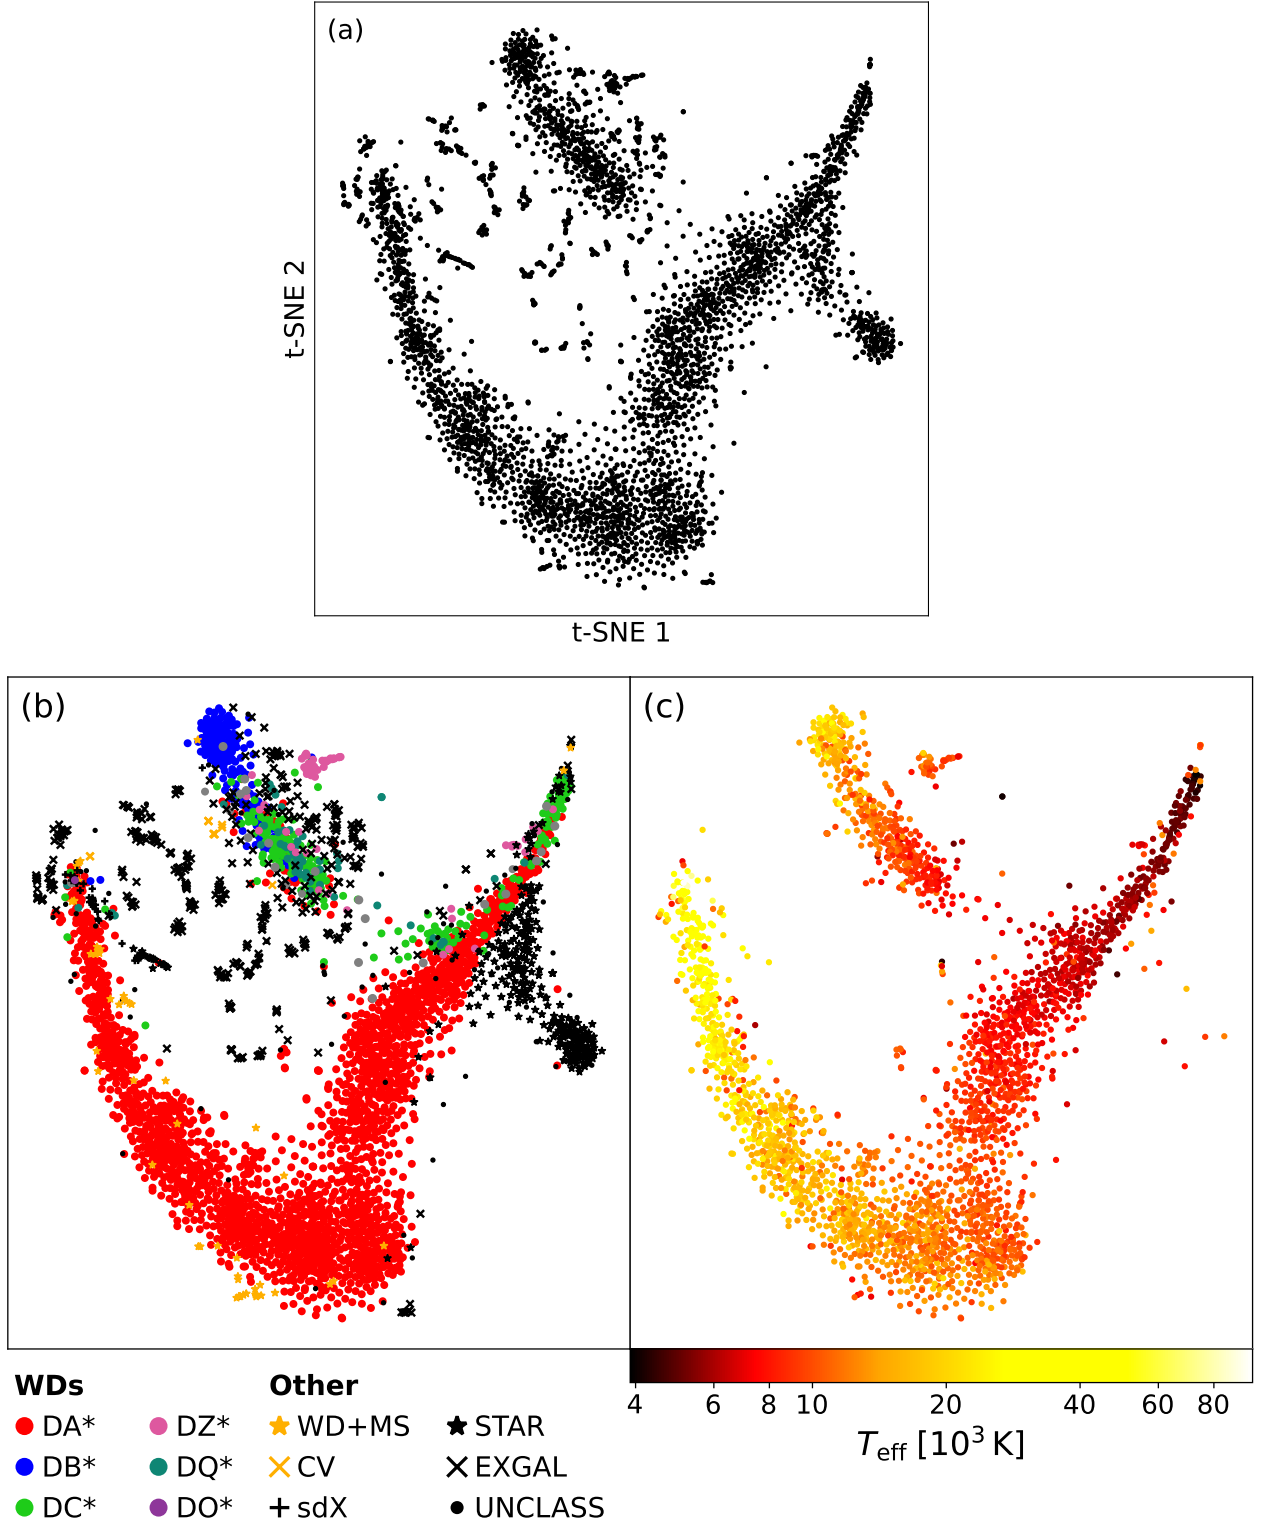 (a)
t-SNE 2
t-SNE 1
(b)
(c)
4 6 8 10 20 40 60 80
T_eff [10^3 K]
WDs Other
DA* DZ* WD+MS STAR
DB* DQ* CV EXGAL
DC* DO* sdX UNCLASS